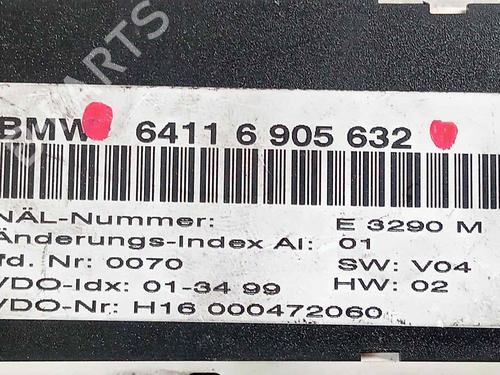 BMW 6411 6 905 632
NÄL-Nummer: E 3290 M
Änderungs-Index AI: 01
fd. Nr: 0070 SW: V04
VDO-Idx: 01-34 99 HW: 02
VDO-Nr: H16 000472060
PARTS